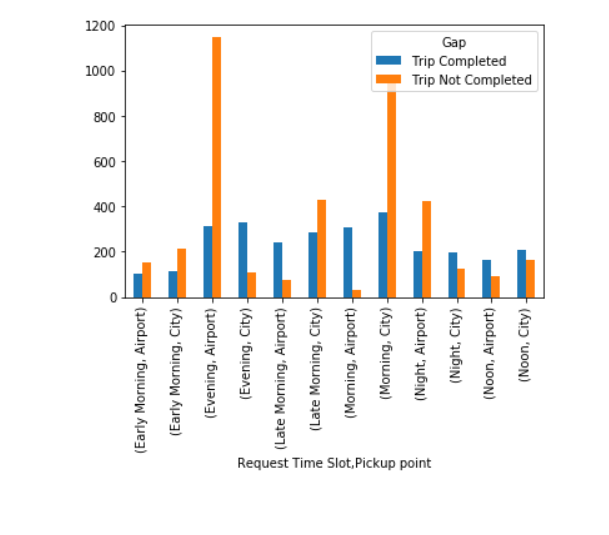 1200
1000
800
600
400
200
0
Gap
Trip Completed
Trip Not Completed
(Early Morning, Airport)
(Early Morning, City)
(Evening, Airport)
(Evening, City)
(Late Morning, Airport)
(Late Morning, City)
(Morning, Airport)
(Morning, City)
(Night, Airport)
(Night, City)
(Noon, Airport)
(Noon, City)
Request Time Slot,Pickup point